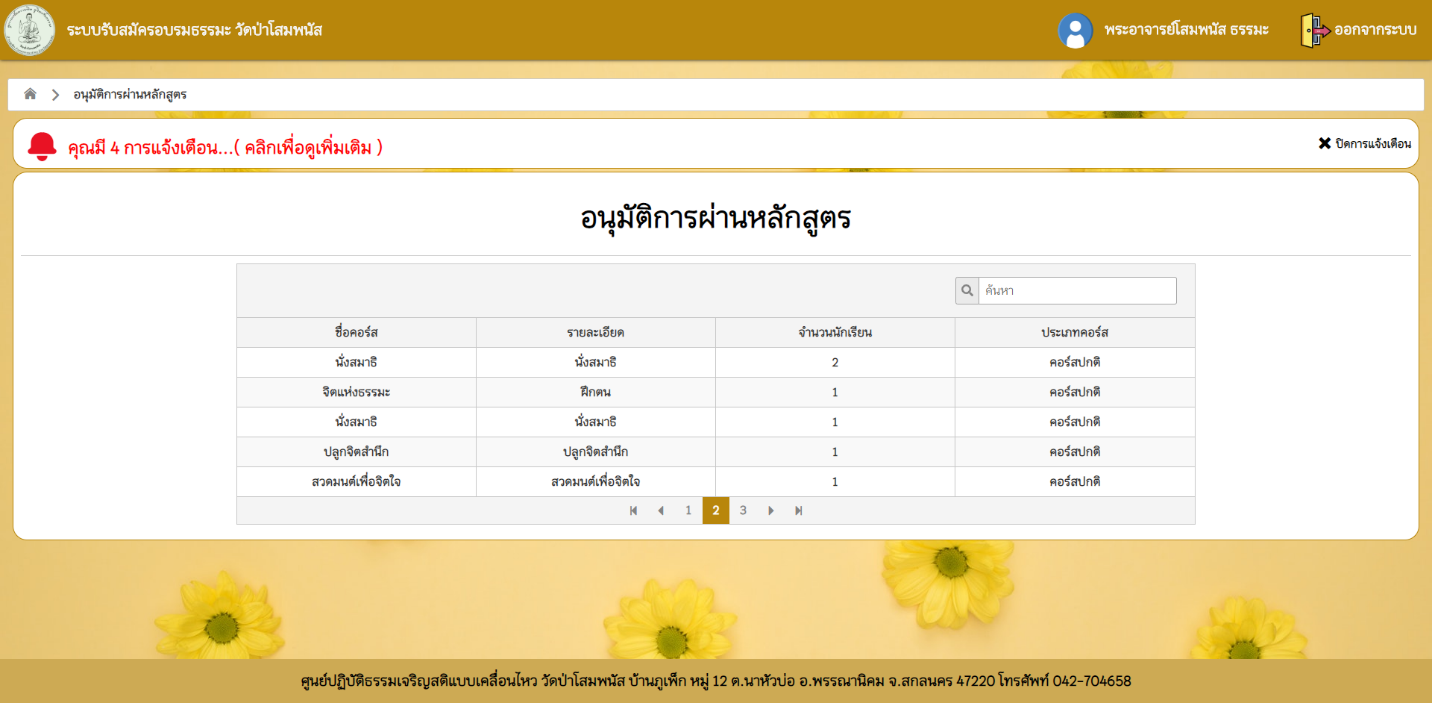 ระบบรับสมัครอบรมธรรมะ วัดป่าโสมพนัส พระอาจารย์โสมพนัส ธรรมะ ออกจากระบบ
อนุมัติการผ่านหลักสูตร
คุณมี 4 การแจ้งเตือน...( คลิกเพื่อดูเพิ่มเติม ) ปิดการแจ้งเตือน
อนุมัติการผ่านหลักสูตร
ค้นหา
ชื่อคอร์ส รายละเอียด จำนวนนักเรียน ประเภทคอร์ส
นั่งสมาธิ นั่งสมาธิ 2 คอร์สปกติ
จิตแห่งธรรมะ ฝึกตน 1 คอร์สปกติ
นั่งสมาธิ นั่งสมาธิ 1 คอร์สปกติ
ปลูกจิตสำนึก ปลูกจิตสำนึก 1 คอร์สปกติ
สวดมนต์เพื่อจิตใจ สวดมนต์เพื่อจิตใจ 1 คอร์สปกติ
1 2 3
ศูนย์ปฏิบัติธรรมเจริญสติแบบเคลื่อนไหว วัดป่าโสมพนัส บ้านภูเพ็ก หมู่ 12 ต.นาหัวบ่อ อ.พรรณานิคม จ.สกลนคร 47220 โทรศัพท์ 042-704658